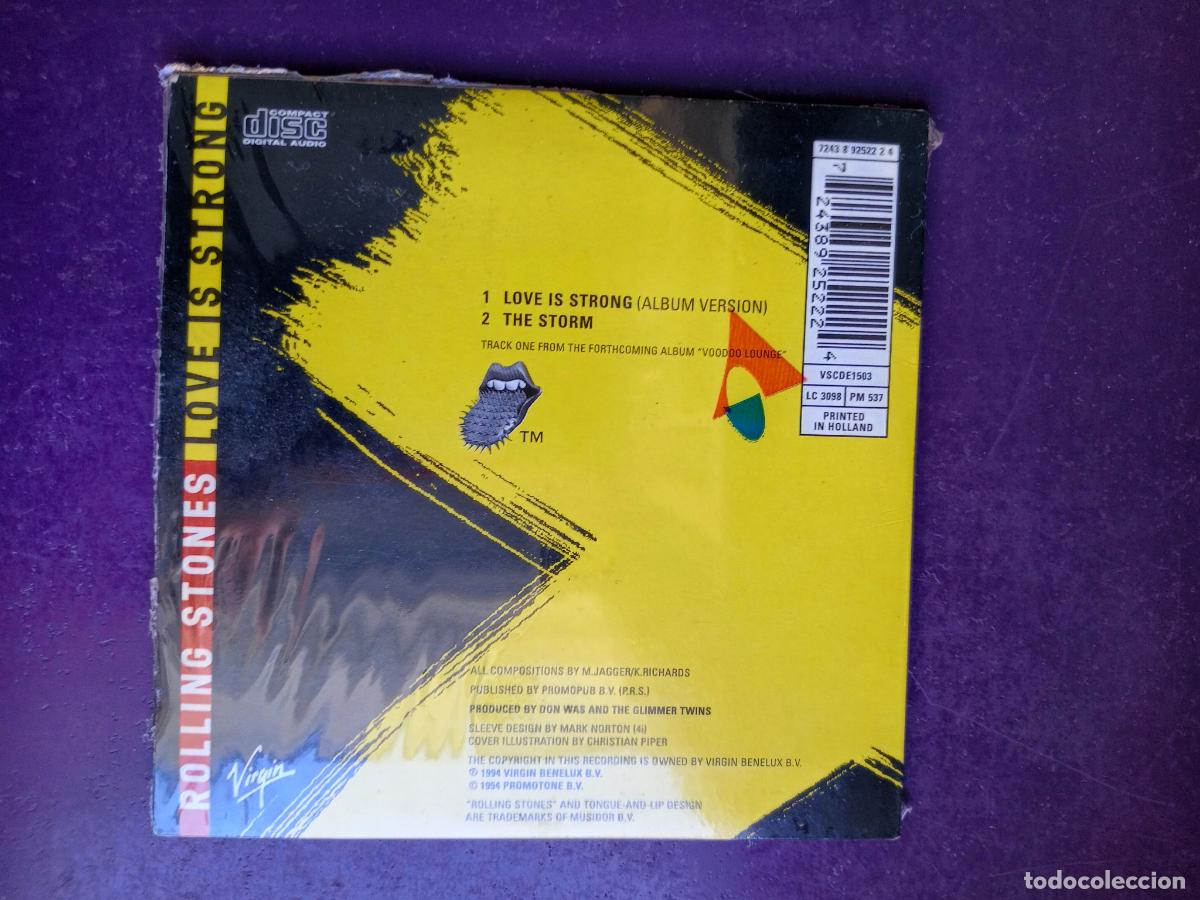 ROLLING STONES LOVE IS STRONG
COMPACT
disc
DIGITAL AUDIO
7243 8 92522 2 4
7 24389 25222 4
VSCDE1503
LC 3098 PM 537
PRINTED
IN HOLLAND
1 LOVE IS STRONG (ALBUM VERSION)
2 THE STORM
TRACK ONE FROM THE FORTHCOMING ALBUM "VOODOO LOUNGE"
TM
ALL COMPOSITIONS BY M.JAGGER/K.RICHARDS
PUBLISHED BY PROMOPUB B.V. (P.R.S.)
PRODUCED BY DON WAS AND THE GLIMMER TWINS
SLEEVE DESIGN BY MARK NORTON (4i)
COVER ILLUSTRATION BY CHRISTIAN PIPER
THE COPYRIGHT IN THIS RECORDING IS OWNED BY VIRGIN BENELUX B.V.
℗ 1994 VIRGIN BENELUX B.V.
© 1994 PROMOTONE B.V.
"ROLLING STONES" AND TONGUE-AND-LIP DESIGN
ARE TRADEMARKS OF MUSIDOR B.V.
Virgin
todocoleccion